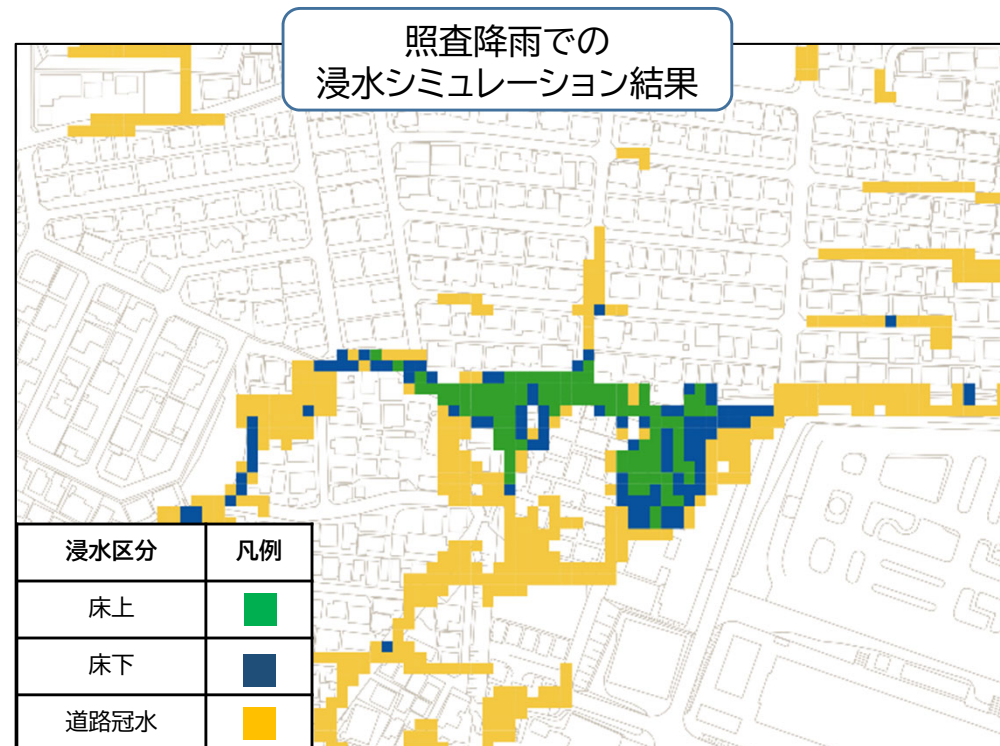 照査降雨での
浸水シミュレーション結果
浸水区分 凡例
床上
床下
道路冠水